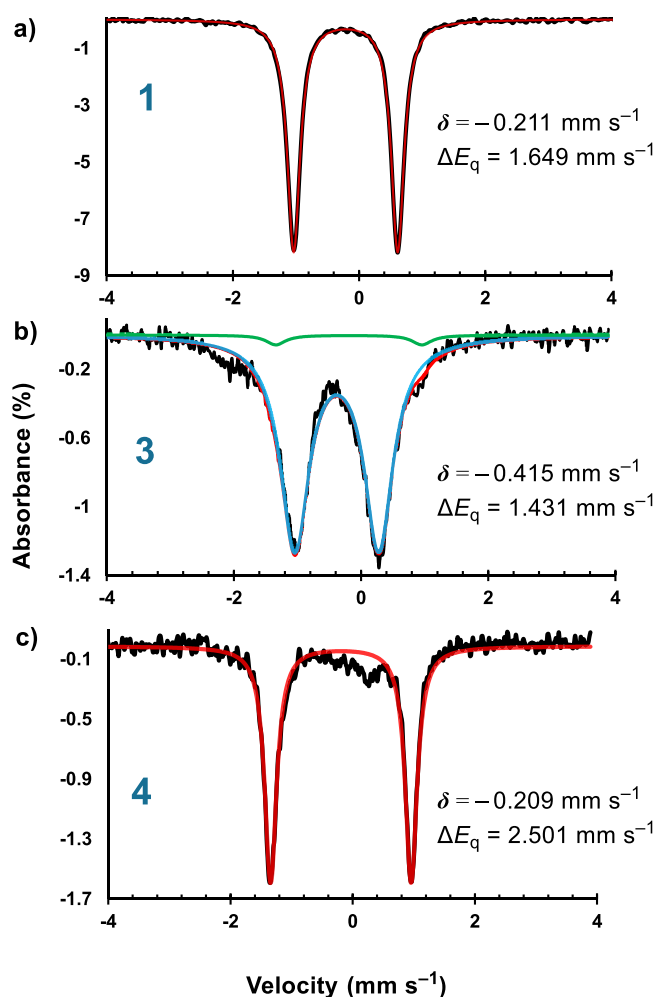 a)
-1
-3
-5
-7
-9
1
δ = −0.211 mm s⁻¹
ΔEq = 1.649 mm s⁻¹
-4 -2 0 2 4
b)
-0.2
-0.6
-1
-1.4
3
δ = −0.415 mm s⁻¹
ΔEq = 1.431 mm s⁻¹
-4 -2 0 2 4
Absorbance (%)
c)
-0.1
-0.5
-0.9
-1.3
-1.7
4
δ = −0.209 mm s⁻¹
ΔEq = 2.501 mm s⁻¹
-4 -2 0 2 4
Velocity (mm s⁻¹)